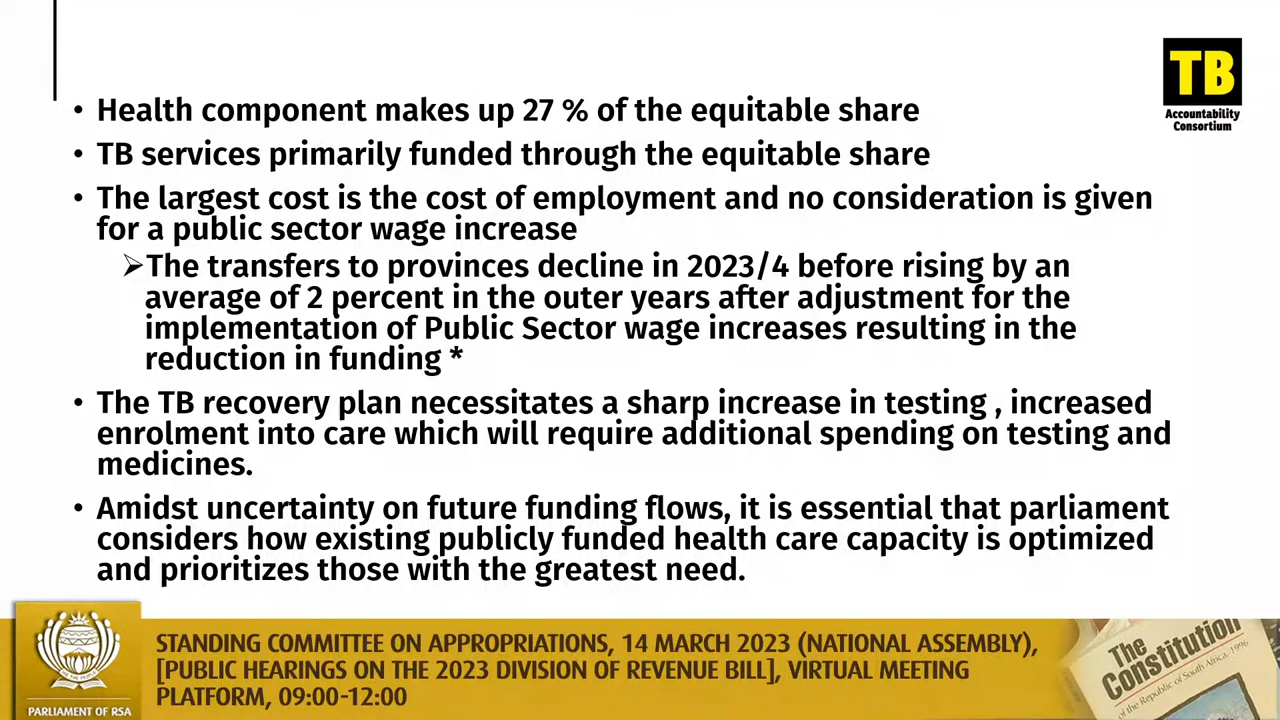 • Health component makes up 27 % of the equitable share
• TB services primarily funded through the equitable share
• The largest cost is the cost of employment and no consideration is given
for a public sector wage increase
➢The transfers to provinces decline in 2023/4 before rising by an
average of 2 percent in the outer years after adjustment for the
implementation of Public Sector wage increases resulting in the
reduction in funding *
• The TB recovery plan necessitates a sharp increase in testing , increased
enrolment into care which will require additional spending on testing and
medicines.
• Amidst uncertainty on future funding flows, it is essential that parliament
considers how existing publicly funded health care capacity is optimized
and prioritizes those with the greatest need.
TB
Accountability
Consortium
STANDING COMMITTEE ON APPROPRIATIONS, 14 MARCH 2023 (NATIONAL ASSEMBLY),
[PUBLIC HEARINGS ON THE 2023 DIVISION OF REVENUE BILL], VIRTUAL MEETING
PLATFORM, 09:00-12:00
PARLIAMENT OF RSA
The
Constitution
of the Republic of South Africa, 1996